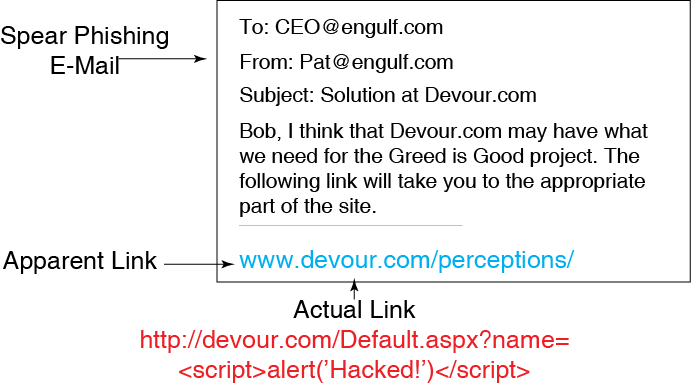 Spear Phishing
E-Mail
To: CEO@engulf.com
From: Pat@engulf.com
Subject: Solution at Devour.com
Bob, I think that Devour.com may have what
we need for the Greed is Good project. The
following link will take you to the appropriate
part of the site.
Apparent Link
www.devour.com/perceptions/
Actual Link
http://devour.com/Default.aspx?name=
<script>alert(’Hacked!’)</script>